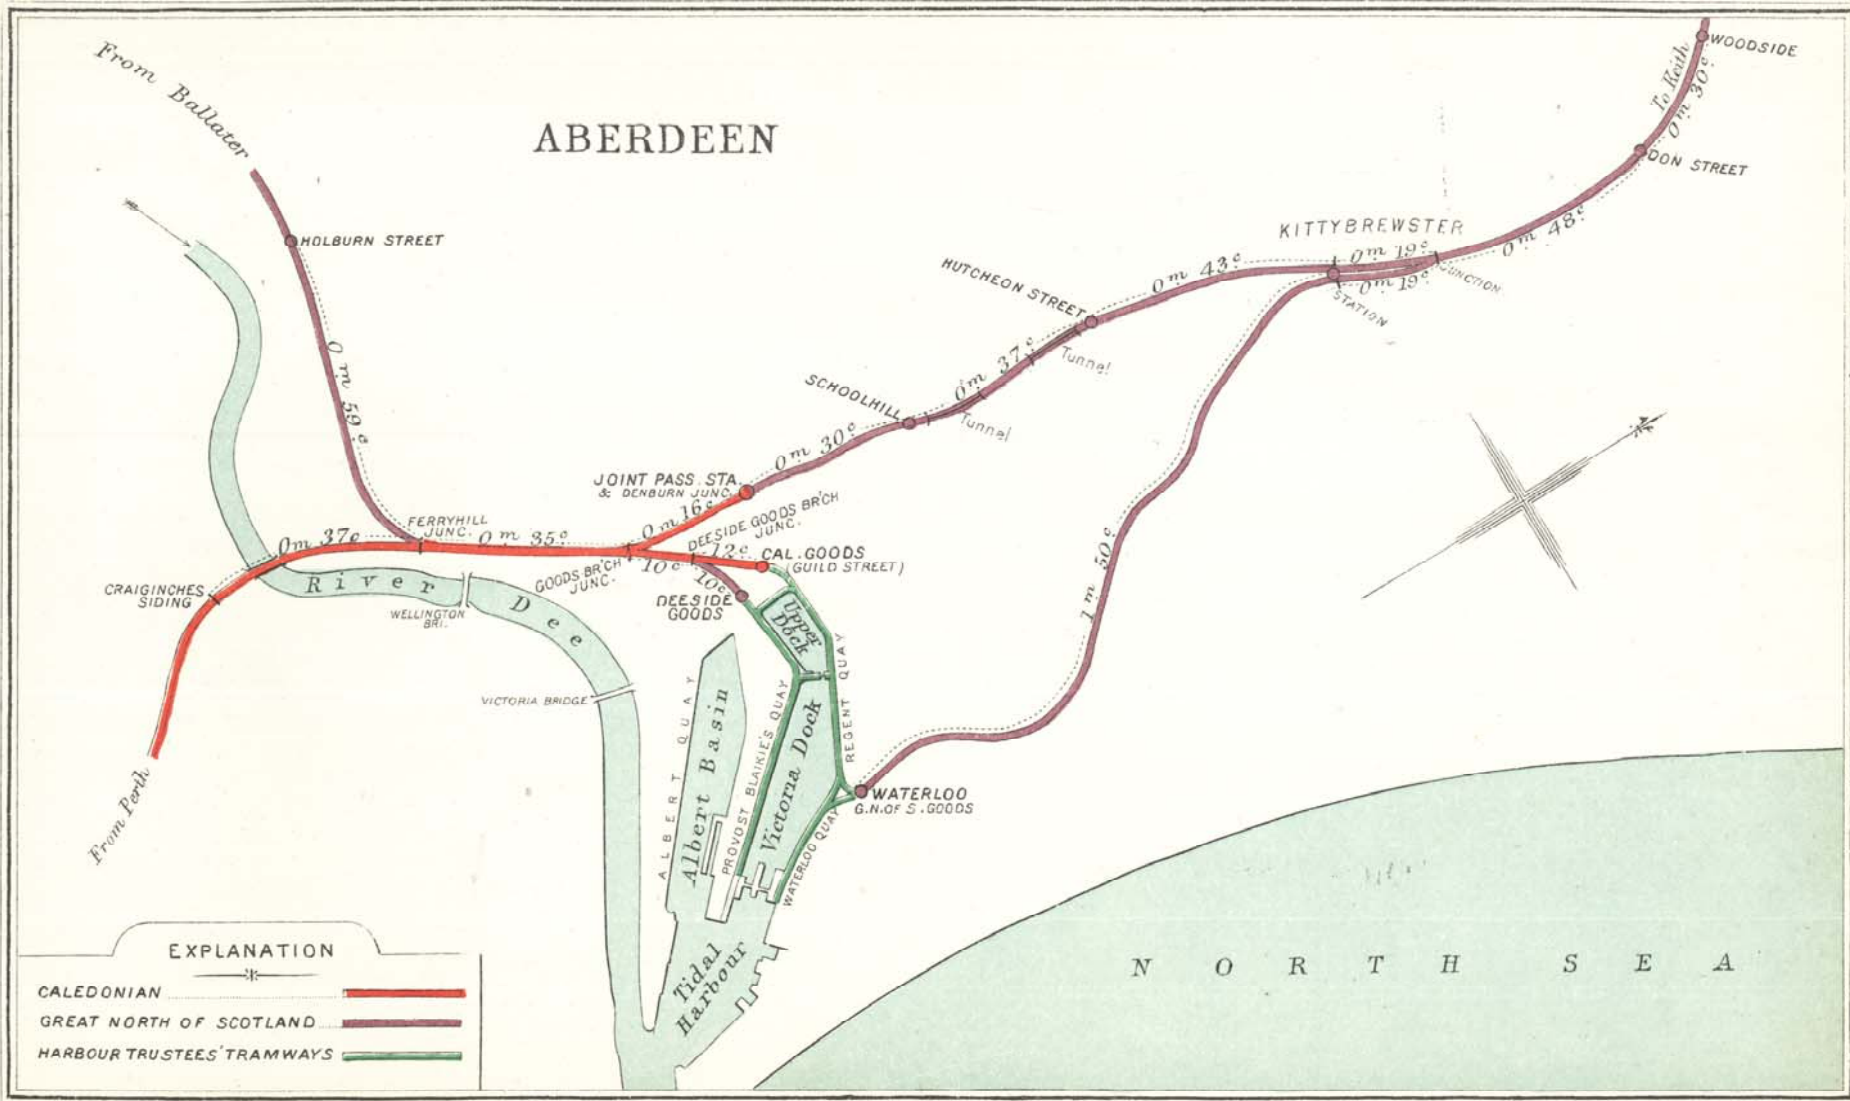 ABERDEEN
From Ballater
HOLBURN STREET
0m 59c
WOODSIDE
To Keith
0m 30c
DON STREET
0m 48c
KITTYBREWSTER
0m 19c
0m 19c
JUNCTION
STATION
0m 43c
HUTCHEON STREET
Tunnel
0m 37c
SCHOOLHILL
Tunnel
0m 30c
JOINT PASS. STA.
& DENBURN JUNC.
0m 16c
DEESIDE GOODS BR'CH
JUNC.
FERRYHILL
JUNC.
0m 37c
0m 35c
12c
CAL. GOODS
(GUILD STREET)
GOODS BR'CH
JUNC.
10c
10c
DEESIDE
GOODS
CRAIGINCHES
SIDING
River Dee
WELLINGTON
BRI.
VICTORIA BRIDGE
From Perth
1m 50c
Upper
Dock
REGENT QUAY
ALBERT QUAY
Albert Basin
PROVOST BLAIKIE'S QUAY
Victoria Dock
WATERLOO QUAY
WATERLOO
G.N. OF S. GOODS
Tidal
Harbour
NORTH SEA
EXPLANATION
CALEDONIAN
GREAT NORTH OF SCOTLAND
HARBOUR TRUSTEES' TRAMWAYS